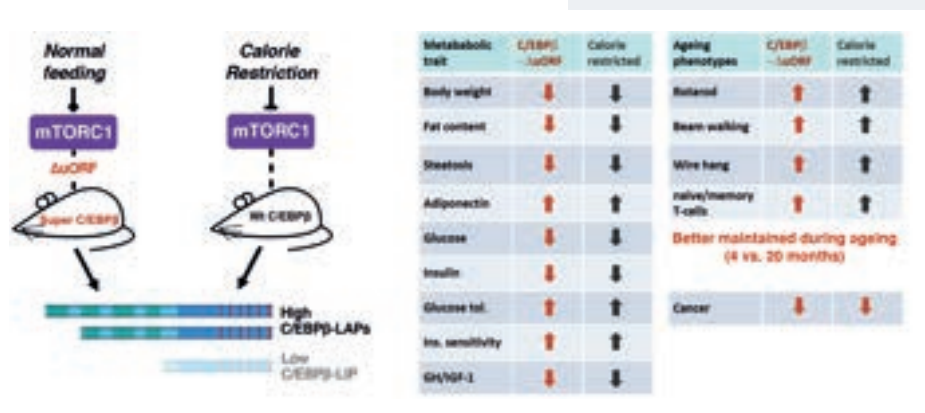 Normal
feeding
Calorie
Restriction
mTORC1
mTORC1
ΔuORF
Super C/EBPβ
Wt C/EBPβ
High
C/EBPβ-LAPs
Low
C/EBPβ-LIP
Metababolic
trait
C/EBPβ
-ΔuORF
Calorie
restricted
Body weight
Fat content
Steatosis
Adiponectin
Glucose
Insulin
Glucose tol.
Ins. sensitivity
GH/IGF-1
Ageing
phenotypes
C/EBPβ
-ΔuORF
Calorie
restricted
Rotarod
Beam walking
Wire hang
naive/memory
T-cells
Better maintained during ageing
(4 vs. 20 months)
Cancer